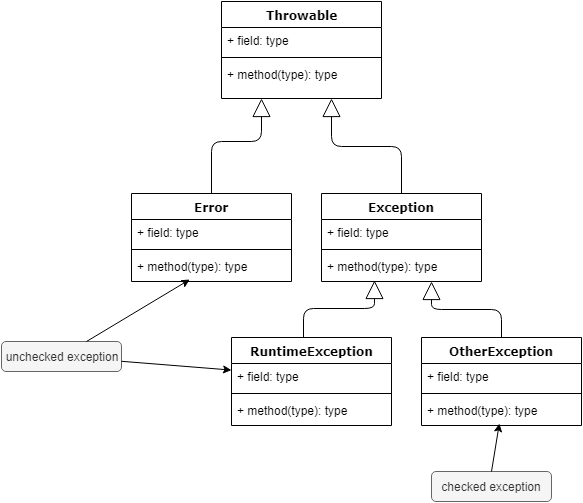 Throwable
+ field: type
+ method(type): type
Error
+ field: type
+ method(type): type
Exception
+ field: type
+ method(type): type
unchecked exception
RuntimeException
+ field: type
+ method(type): type
OtherException
+ field: type
+ method(type): type
checked exception